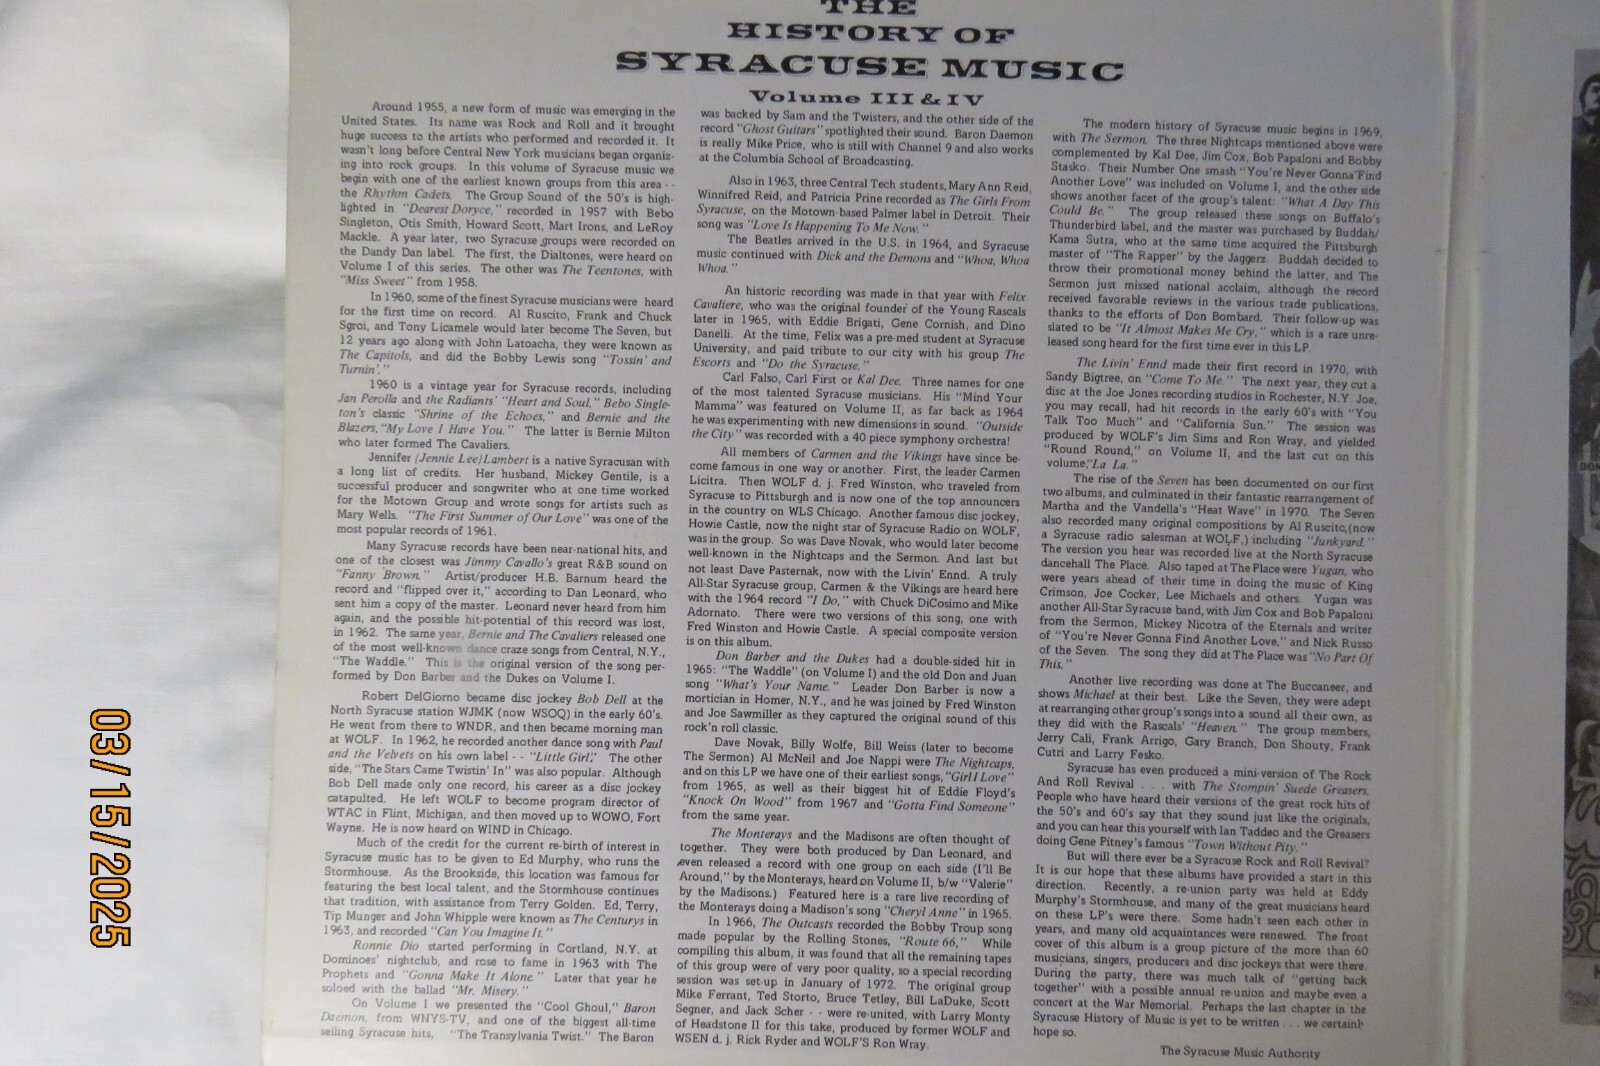 THE
HISTORY OF
SYRACUSE MUSIC
Volume III & IV
Around 1955, a new form of music was emerging in the
United States. Its name was Rock and Roll and it brought
huge success to the artists who performed and recorded it. It
wasn't long before Central New York musicians began organiz-
ing into rock groups. In this volume of Syracuse music we
begin with one of the earliest known groups from this area - -
the Rhythm Cadets. The Group Sound of the 50's is high-
lighted in "Dearest Doryce," recorded in 1957 with Bebo
Singleton, Otis Smith, Howard Scott, Mart Irons, and LeRoy
Mackle. A year later, two Syracuse groups were recorded on
the Dandy Dan label. The first, the Dialtones, were heard on
Volume I of this series. The other was The Teentones, with
"Miss Sweet" from 1958.
In 1960, some of the finest Syracuse musicians were heard
for the first time on record. Al Ruscito, Frank and Chuck
Sgroi, and Tony Licamele would later become The Seven, but
12 years ago along with John Latoacha, they were known as
The Capitols, and did the Bobby Lewis song "Tossin' and
Turnin'."
1960 is a vintage year for Syracuse records, including
Jan Perolla and the Radiants' "Heart and Soul," Bebo Single-
ton's classic "Shrine of the Echoes," and Bernie and the
Blazers, "My Love I Have You." The latter is Bernie Milton
who later formed The Cavaliers.
Jennifer (Jennie Lee) Lambert is a native Syracusan with
a long list of credits. Her husband, Mickey Gentile, is a
successful producer and songwriter who at one time worked
for the Motown Group and wrote songs for artists such as
Mary Wells. "The First Summer of Our Love" was one of the
most popular records of 1961.
Many Syracuse records have been near-national hits, and
one of the closest was Jimmy Cavallo's great R&B sound on
"Fanny Brown." Artist/producer H.B. Barnum heard the
record and "flipped over it," according to Dan Leonard, who
sent him a copy of the master. Leonard never heard from him
again, and the possible hit-potential of this record was lost,
in 1962. The same year, Bernie and The Cavaliers released one
of the most well-known dance craze songs from Central, N.Y.,
"The Waddle." This is the original version of the song per-
formed by Don Barber and the Dukes on Volume I.
Robert DelGiorno became disc jockey Bob Dell at the
North Syracuse station WJMK (now WSOQ) in the early 60's.
He went from there to WNDR, and then became morning man
at WOLF. In 1962, he recorded another dance song with Paul
and the Velvets on his own label - - "Little Girl." The other
side, "The Stars Came Twistin' In" was also popular. Although
Bob Dell made only one record, his career as a disc jockey
catapulted. He left WOLF to become program director of
WTAC in Flint, Michigan, and then moved up to WOWO, Fort
Wayne. He is now heard on WIND in Chicago.
Much of the credit for the current re-birth of interest in
Syracuse music has to be given to Ed Murphy, who runs the
Stormhouse. As the Brookside, this location was famous for
featuring the best local talent, and the Stormhouse continues
that tradition, with assistance from Terry Golden. Ed, Terry,
Tip Munger and John Whipple were known as The Centurys in
1963, and recorded "Can You Imagine It."
Ronnie Dio started performing in Cortland, N.Y. at
Dominoes' nightclub, and rose to fame in 1963 with The
Prophets and "Gonna Make It Alone." Later that year he
soloed with the ballad "Mr. Misery."
On Volume I we presented the "Cool Ghoul," Baron
Daemon, from WNYS-TV, and one of the biggest all-time
selling Syracuse hits, "The Transylvania Twist." The Baron
was backed by Sam and the Twisters, and the other side of the
record "Ghost Guitars" spotlighted their sound. Baron Daemon
is really Mike Price, who is still with Channel 9 and also works
at the Columbia School of Broadcasting.
Also in 1963, three Central Tech students, Mary Ann Reid,
Winnifred Reid, and Patricia Prine recorded as The Girls From
Syracuse, on the Motown-based Palmer label in Detroit. Their
song was "Love Is Happening To Me Now."
The Beatles arrived in the U.S. in 1964, and Syracuse
music continued with Dick and the Demons and "Whoa, Whoa
Whoa."
An historic recording was made in that year with Felix
Cavaliere, who was the original founder of the Young Rascals
later in 1965, with Eddie Brigati, Gene Cornish, and Dino
Danelli. At the time, Felix was a pre-med student at Syracuse
University, and paid tribute to our city with his group The
Escorts and "Do the Syracuse."
Carl Falso, Carl First or Kal Dee. Three names for one
of the most talented Syracuse musicians. His "Mind Your
Mamma" was featured on Volume II, as far back as 1964
he was experimenting with new dimensions in sound. "Outside
the City" was recorded with a 40 piece symphony orchestra!
All members of Carmen and the Vikings have since be-
come famous in one way or another. First, the leader Carmen
Licitra. Then WOLF d. j. Fred Winston, who traveled from
Syracuse to Pittsburgh and is now one of the top announcers
in the country on WLS Chicago. Another famous disc jockey,
Howie Castle, now the night star of Syracuse Radio on WOLF,
was in the group. So was Dave Novak, who would later become
well-known in the Nightcaps and the Sermon. And last but
not least Dave Pasternak, now with the Livin' Ennd. A truly
All-Star Syracuse group, Carmen & the Vikings are heard here
with the 1964 record "I Do," with Chuck DiCosimo and Mike
Adornato. There were two versions of this song, one with
Fred Winston and Howie Castle. A special composite version
is on this album.
Don Barber and the Dukes had a double-sided hit in
1965: "The Waddle" (on Volume I) and the old Don and Juan
song "What's Your Name." Leader Don Barber is now a
mortician in Homer, N.Y., and he was joined by Fred Winston
and Joe Sawmiller as they captured the original sound of this
rock'n roll classic.
Dave Novak, Billy Wolfe, Bill Weiss (later to become
The Sermon) Al McNeil and Joe Nappi were The Nightcaps,
and on this LP we have one of their earliest songs, "Girl I Love"
from 1965, as well as their biggest hit of Eddie Floyd's
"Knock On Wood" from 1967 and "Gotta Find Someone"
from the same year.
The Monterays and the Madisons are often thought of
together. They were both produced by Dan Leonard, and
even released a record with one group on each side (I'll Be
Around," by the Monterays, heard on Volume II, b/w "Valerie"
by the Madisons.) Featured here is a rare live recording of
the Monterays doing a Madison's song "Cheryl Anne" in 1965.
In 1966, The Outcasts recorded the Bobby Troup song
made popular by the Rolling Stones, "Route 66," While
compiling this album, it was found that all the remaining tapes
of this group were of very poor quality, so a special recording
session was set-up in January of 1972. The original group
Mike Ferrant, Ted Storto, Bruce Tetley, Bill LaDuke, Scott
Segner, and Jack Scher - - were re-united, with Larry Monty
of Headstone II for this take, produced by former WOLF and
WSEN d. j. Rick Ryder and WOLF'S Ron Wray.
The modern history of Syracuse music begins in 1969,
with The Sermon. The three Nightcaps mentioned above were
complemented by Kal Dee, Jim Cox, Bob Papaloni and Bobby
Stasko. Their Number One smash "You're Never Gonna Find
Another Love" was included on Volume I, and the other side
shows another facet of the group's talent: "What A Day This
Could Be." The group released these songs on Buffalo's
Thunderbird label, and the master was purchased by Buddah/
Kama Sutra, who at the same time acquired the Pittsburgh
master of "The Rapper" by the Jaggerz. Buddah decided to
throw their promotional money behind the latter, and The
Sermon just missed national acclaim, although the record
received favorable reviews in the various trade publications,
thanks to the efforts of Don Bombard. Their follow-up was
slated to be "It Almost Makes Me Cry," which is a rare unre-
leased song heard for the first time ever in this LP.
The Livin' Ennd made their first record in 1970, with
Sandy Bigtree, on "Come To Me." The next year, they cut a
disc at the Joe Jones recording studios in Rochester, N.Y. Joe,
you may recall, had hit records in the early 60's with "You
Talk Too Much" and "California Sun." The session was
produced by WOLF's Jim Sims and Ron Wray, and yielded
"Round Round," on Volume II, and the last cut on this
volume, "La La."
The rise of the Seven has been documented on our first
two albums, and culminated in their fantastic rearrangement of
Martha and the Vandella's "Heat Wave" in 1970. The Seven
also recorded many original compositions by Al Ruscito, (now
a Syracuse radio salesman at WOLF,) including "Junkyard."
The version you hear was recorded live at the North Syracuse
dancehall The Place. Also taped at The Place were Yugan, who
were years ahead of their time in doing the music of King
Crimson, Joe Cocker, Lee Michaels and others. Yugan was
another All-Star Syracuse band, with Jim Cox and Bob Papaloni
from the Sermon, Mickey Nicotra of the Eternals and writer
of "You're Never Gonna Find Another Love," and Nick Russo
of the Seven. The song they did at The Place was "No Part Of
This."
Another live recording was done at The Buccaneer, and
shows Michael at their best. Like the Seven, they were adept
at rearranging other group's songs into a sound all their own, as
they did with the Rascals' "Heaven." The group members,
Jerry Cali, Frank Arrigo, Gary Branch, Don Shouty, Frank
Cutri and Larry Fesko.
Syracuse has even produced a mini-version of The Rock
And Roll Revival . . . with The Stompin' Suede Greasers.
People who have heard their versions of the great rock hits of
the 50's and 60's say that they sound just like the originals,
and you can hear this yourself with Ian Taddeo and the Greasers
doing Gene Pitney's famous "Town Without Pity."
But will there ever be a Syracuse Rock and Roll Revival?
It is our hope that these albums have provided a start in this
direction. Recently, a re-union party was held at Eddy
Murphy's Stormhouse, and many of the great musicians heard
on these LP's were there. Some hadn't seen each other in
years, and many old acquaintances were renewed. The front
cover of this album is a group picture of the more than 60
musicians, singers, producers and disc jockeys that were there.
During the party, there was much talk of "getting back
together" with a possible annual re-union and maybe even a
concert at the War Memorial. Perhaps the last chapter in the
Syracuse History of Music is yet to be written . . . we certainly
hope so.
The Syracuse Music Authority
03/15/2025